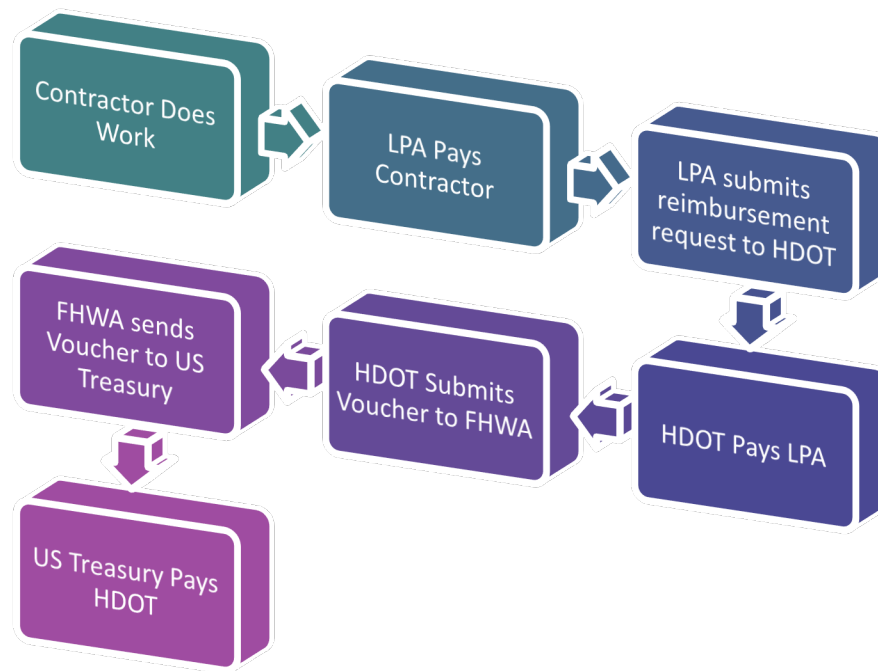 Contractor Does
Work
LPA Pays
Contractor
LPA submits
reimbursement
request to HDOT
HDOT Pays LPA
HDOT Submits
Voucher to FHWA
FHWA sends
Voucher to US
Treasury
US Treasury Pays
HDOT